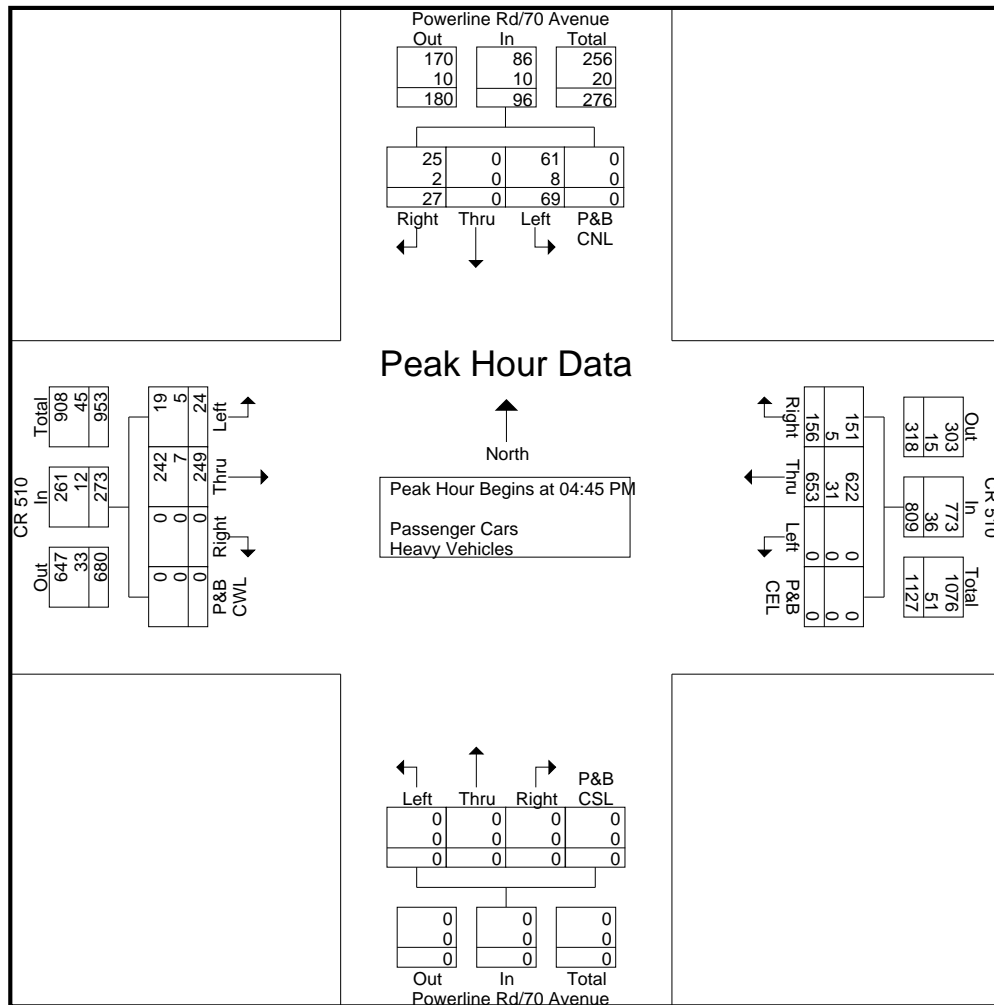 Powerline Rd/70 Avenue
Out In Total
170 86 256
10 10 20
180 96 276
25 0 61 0
2 0 8 0
27 0 69 0
Right Thru Left P&B
CNL
Peak Hour Data
North
Peak Hour Begins at 04:45 PM
Passenger Cars
Heavy Vehicles
CR 510
Out In Total
647 261 908
33 12 45
680 273 953
0 0 242 19
0 0 7 5
0 0 249 24
P&B Right Thru Left
CWL
CR 510
Out In Total
303 773 1076
15 36 51
318 809 1127
151 622 0 0
5 31 0 0
156 653 0 0
Right Thru Left P&B
CEL
P&B
Left Thru Right CSL
0 0 0 0
0 0 0 0
0 0 0 0
0 0 0
0 0 0
0 0 0
Out In Total
Powerline Rd/70 Avenue